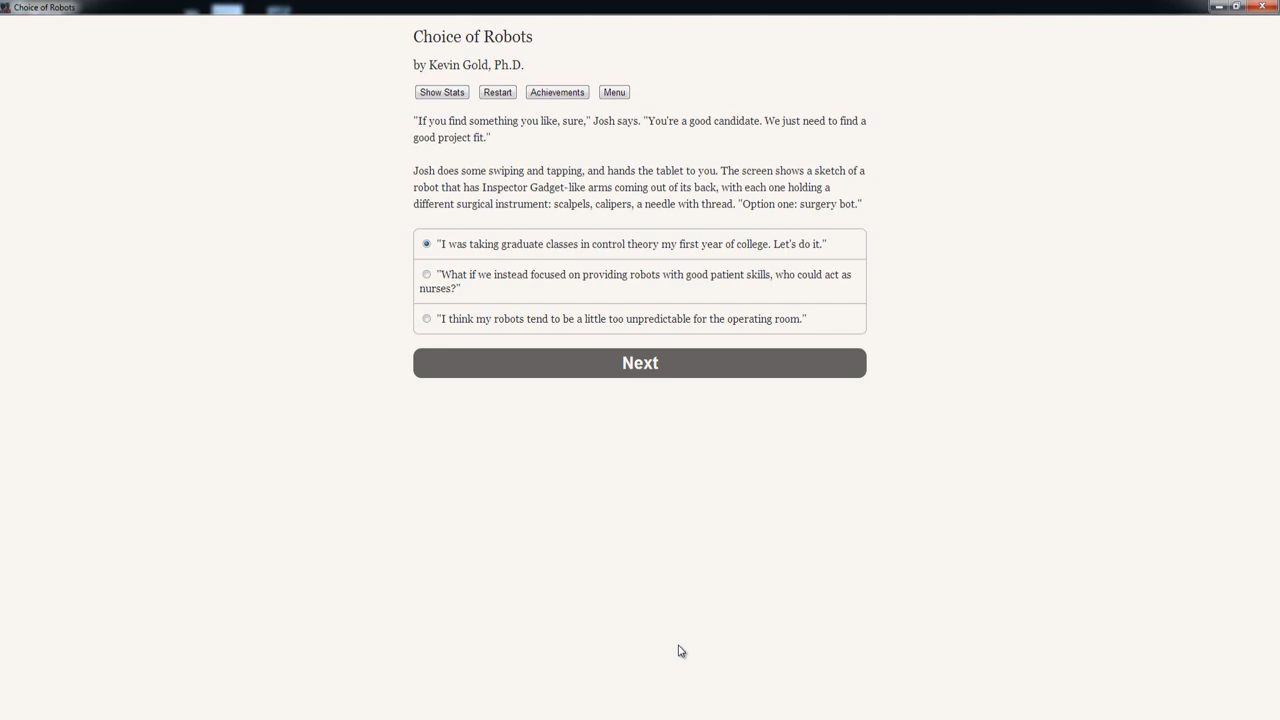 Choice of Robots
Choice of Robots
by Kevin Gold, Ph.D.
Show Stats Restart Achievements Menu
"If you find something you like, sure," Josh says. "You're a good candidate. We just need to find a
good project fit."
Josh does some swiping and tapping, and hands the tablet to you. The screen shows a sketch of a
robot that has Inspector Gadget-like arms coming out of its back, with each one holding a
different surgical instrument: scalpels, calipers, a needle with thread. "Option one: surgery bot."
"I was taking graduate classes in control theory my first year of college. Let's do it."
"What if we instead focused on providing robots with good patient skills, who could act as
nurses?"
"I think my robots tend to be a little too unpredictable for the operating room."
Next